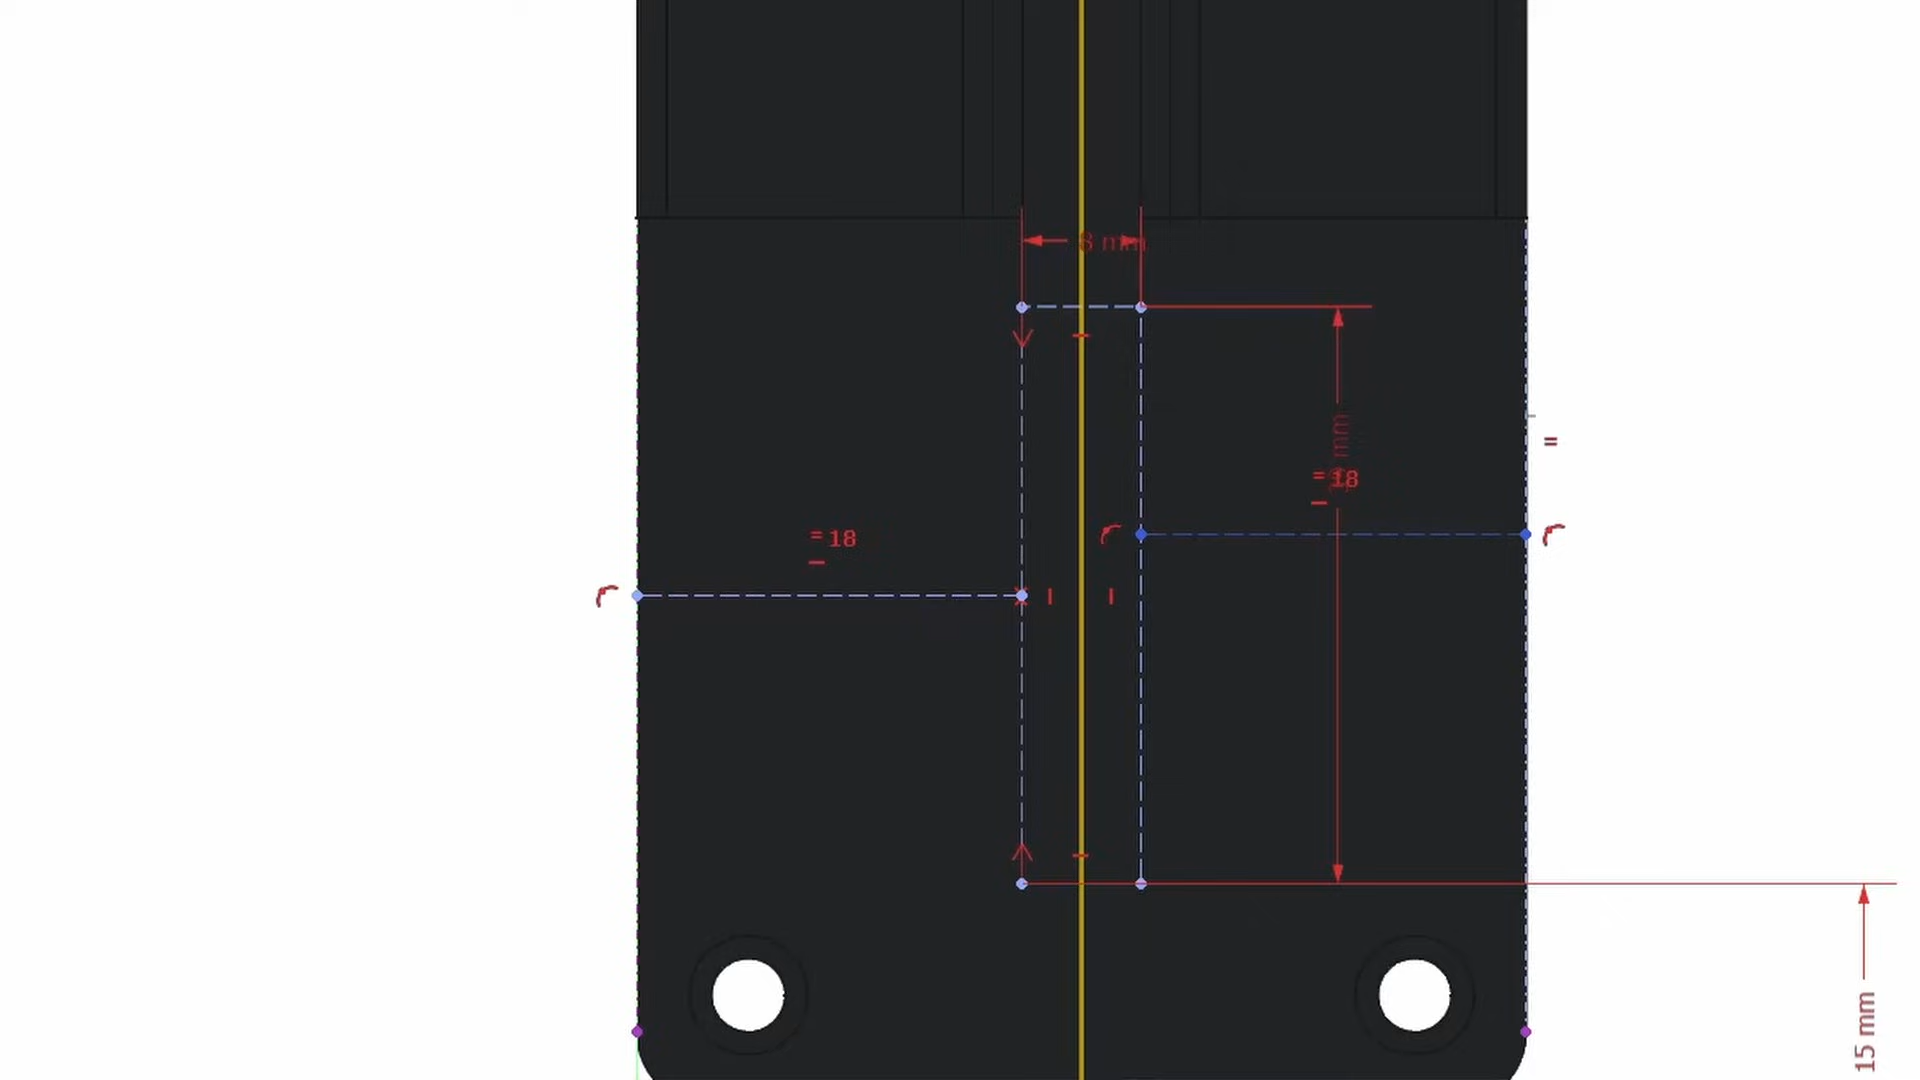 8 mm
= 18
= 18
15 mm
=